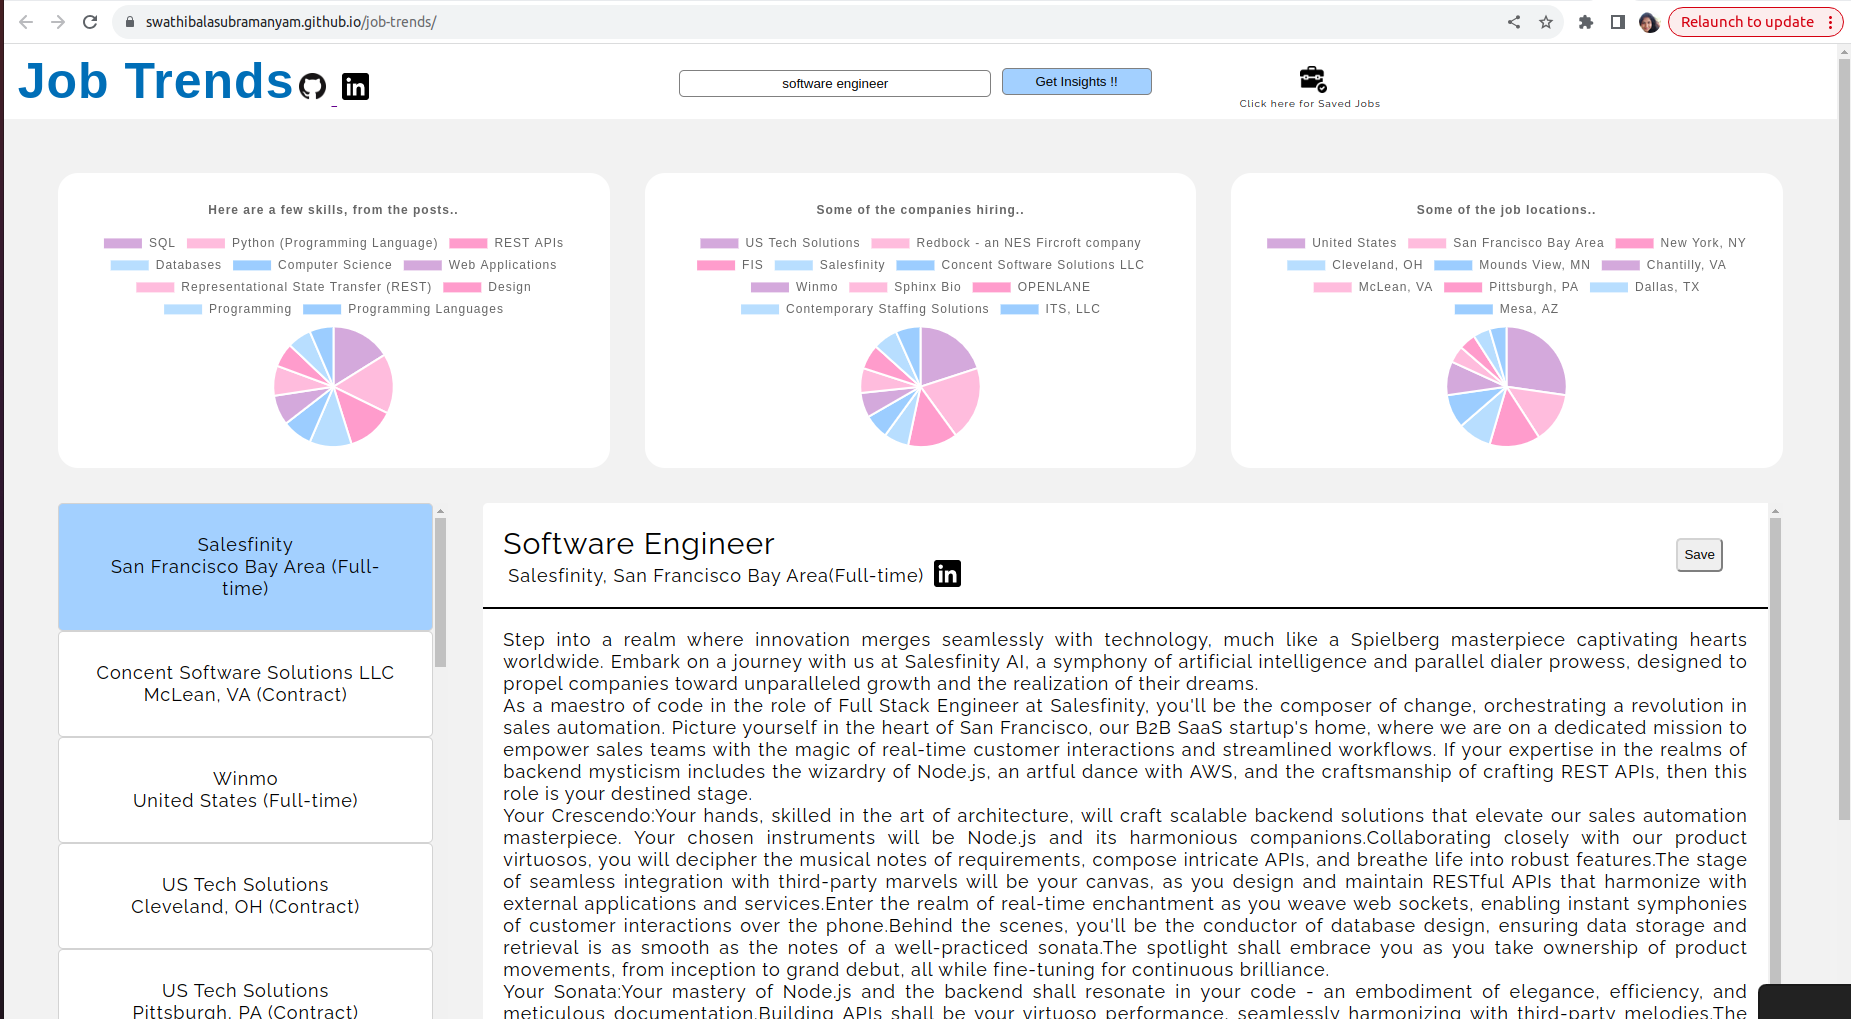 swathibalasubramanyam.github.io/job-trends/
Relaunch to update
Job Trends
software engineer
Get Insights !!
Click here for Saved Jobs
Here are a few skills, from the posts..
SQL Python (Programming Language) REST APIs
Databases Computer Science Web Applications
Representational State Transfer (REST) Design
Programming Programming Languages
Some of the companies hiring..
US Tech Solutions Redbock - an NES Fircroft company
FIS Salesfinity Concent Software Solutions LLC
Winmo Sphinx Bio OPENLANE
Contemporary Staffing Solutions ITS, LLC
Some of the job locations..
United States San Francisco Bay Area New York, NY
Cleveland, OH Mounds View, MN Chantilly, VA
McLean, VA Pittsburgh, PA Dallas, TX
Mesa, AZ
Salesfinity
San Francisco Bay Area (Full-
time)
Concent Software Solutions LLC
McLean, VA (Contract)
Winmo
United States (Full-time)
US Tech Solutions
Cleveland, OH (Contract)
US Tech Solutions
Pittsburgh, PA (Contract)
Software Engineer
Salesfinity, San Francisco Bay Area(Full-time)
Save
Step into a realm where innovation merges seamlessly with technology, much like a Spielberg masterpiece captivating hearts
worldwide. Embark on a journey with us at Salesfinity AI, a symphony of artificial intelligence and parallel dialer prowess, designed to
propel companies toward unparalleled growth and the realization of their dreams.
As a maestro of code in the role of Full Stack Engineer at Salesfinity, you'll be the composer of change, orchestrating a revolution in
sales automation. Picture yourself in the heart of San Francisco, our B2B SaaS startup's home, where we are on a dedicated mission to
empower sales teams with the magic of real-time customer interactions and streamlined workflows. If your expertise in the realms of
backend mysticism includes the wizardry of Node.js, an artful dance with AWS, and the craftsmanship of crafting REST APIs, then this
role is your destined stage.
Your Crescendo:Your hands, skilled in the art of architecture, will craft scalable backend solutions that elevate our sales automation
masterpiece. Your chosen instruments will be Node.js and its harmonious companions.Collaborating closely with our product
virtuosos, you will decipher the musical notes of requirements, compose intricate APIs, and breathe life into robust features.The stage
of seamless integration with third-party marvels will be your canvas, as you design and maintain RESTful APIs that harmonize with
external applications and services.Enter the realm of real-time enchantment as you weave web sockets, enabling instant symphonies
of customer interactions over the phone.Behind the scenes, you'll be the conductor of database design, ensuring data storage and
retrieval is as smooth as the notes of a well-practiced sonata.The spotlight shall embrace you as you take ownership of product
movements, from inception to grand debut, all while fine-tuning for continuous brilliance.
Your Sonata:Your mastery of Node.js and the backend shall resonate in your code - an embodiment of elegance, efficiency, and
meticulous documentation.Building APIs shall be your virtuoso performance, seamlessly harmonizing with third-party melodies.The